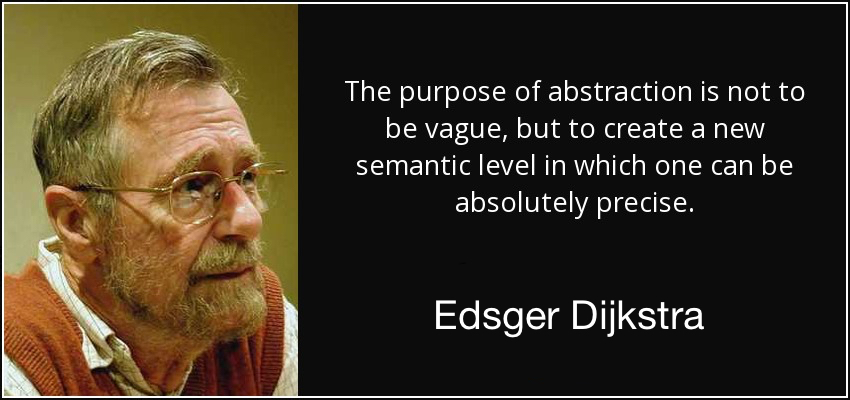 The purpose of abstraction is not to
be vague, but to create a new
semantic level in which one can be
absolutely precise.
Edsger Dijkstra